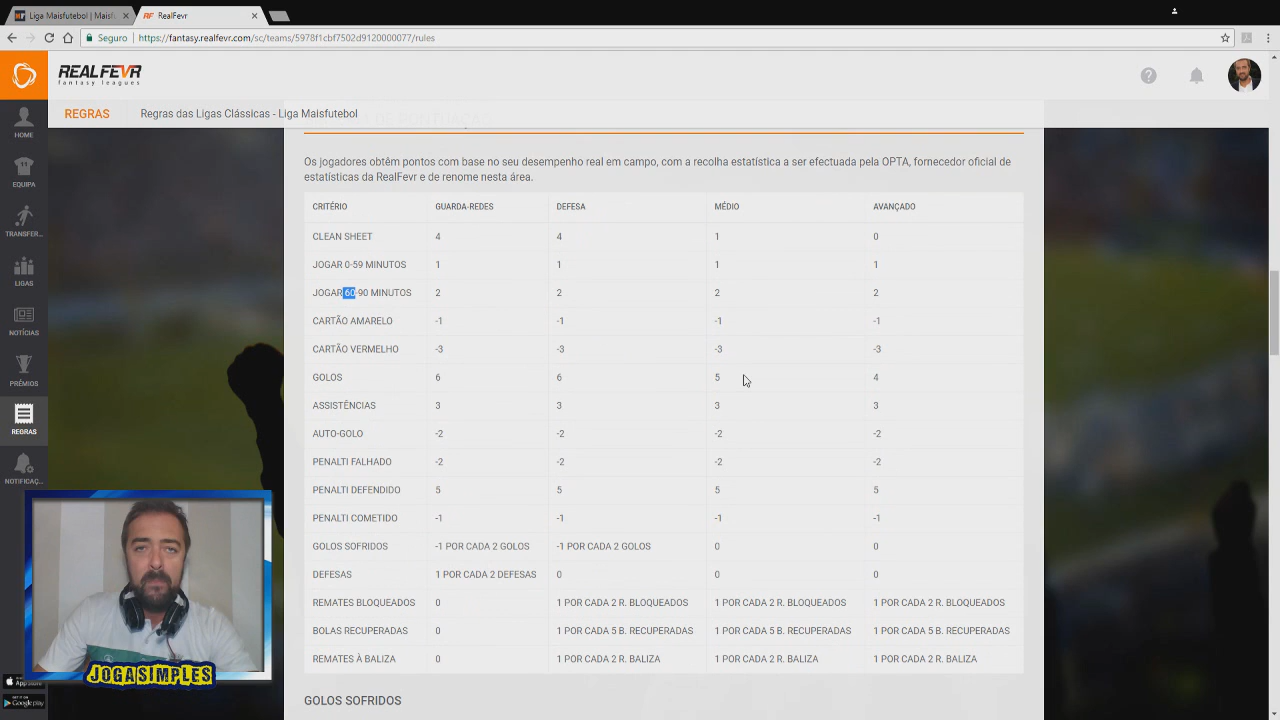 Liga Maisfutebol | Maisf
RealFevr
Seguro
https://fantasy.realfevr.com/sc/teams/5978f1cbf7502d9120000077/rules
REALFEVR
fantasy leagues
REGRAS
Regras das Ligas Clássicas - Liga Maisfutebol
HOME
EQUIPA
TRANSFER...
LIGAS
NOTÍCIAS
PRÉMIOS
REGRAS
NOTIFICAÇ...
Os jogadores obtêm pontos com base no seu desempenho real em campo, com a recolha estatística a ser efectuada pela OPTA, fornecedor oficial de
estatísticas da RealFevr e de renome nesta área.
CRITÉRIO GUARDA-REDES DEFESA MÉDIO AVANÇADO
CLEAN SHEET 4 4 1 0
JOGAR 0-59 MINUTOS 1 1 1 1
JOGAR 60-90 MINUTOS 2 2 2 2
CARTÃO AMARELO -1 -1 -1 -1
CARTÃO VERMELHO -3 -3 -3 -3
GOLOS 6 6 5 4
ASSISTÊNCIAS 3 3 3 3
AUTO-GOLO -2 -2 -2 -2
PENALTI FALHADO -2 -2 -2 -2
PENALTI DEFENDIDO 5 5 5 5
PENALTI COMETIDO -1 -1 -1 -1
GOLOS SOFRIDOS -1 POR CADA 2 GOLOS -1 POR CADA 2 GOLOS 0 0
DEFESAS 1 POR CADA 2 DEFESAS 0 0 0
REMATES BLOQUEADOS 0 1 POR CADA 2 R. BLOQUEADOS 1 POR CADA 2 R. BLOQUEADOS 1 POR CADA 2 R. BLOQUEADOS
BOLAS RECUPERADAS 0 1 POR CADA 5 B. RECUPERADAS 1 POR CADA 5 B. RECUPERADAS 1 POR CADA 5 B. RECUPERADAS
REMATES À BALIZA 0 1 POR CADA 2 R. BALIZA 1 POR CADA 2 R. BALIZA 1 POR CADA 2 R. BALIZA
GOLOS SOFRIDOS
JOGASIMPLES
Google play